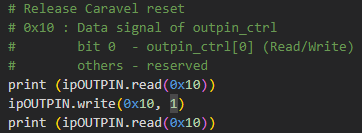 # Release Caravel reset
# 0x10 : Data signal of outpin_ctrl
#        bit 0  - outpin_ctrl[0] (Read/Write)
#        others - reserved
print (ipOUTPIN.read(0x10))
ipOUTPIN.write(0x10, 1)
print (ipOUTPIN.read(0x10))